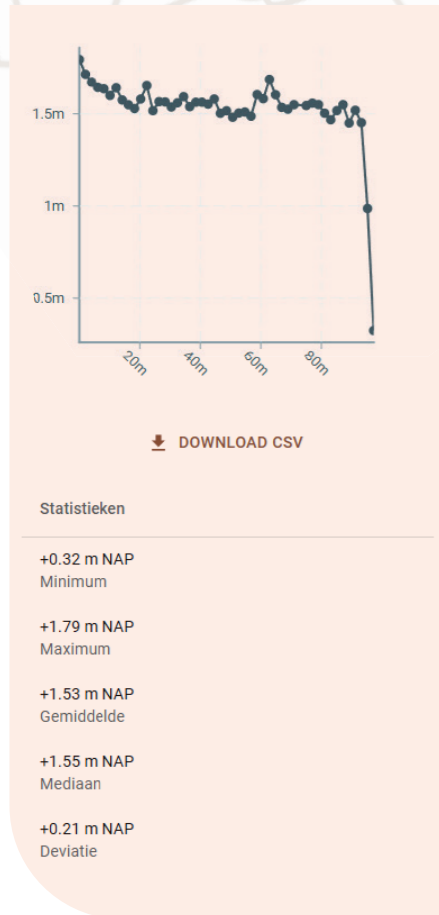 1.5m
1m
0.5m
20m
40m
60m
80m
DOWNLOAD CSV
Statistieken
+0.32 m NAP
Minimum
+1.79 m NAP
Maximum
+1.53 m NAP
Gemiddelde
+1.55 m NAP
Mediaan
+0.21 m NAP
Deviatie